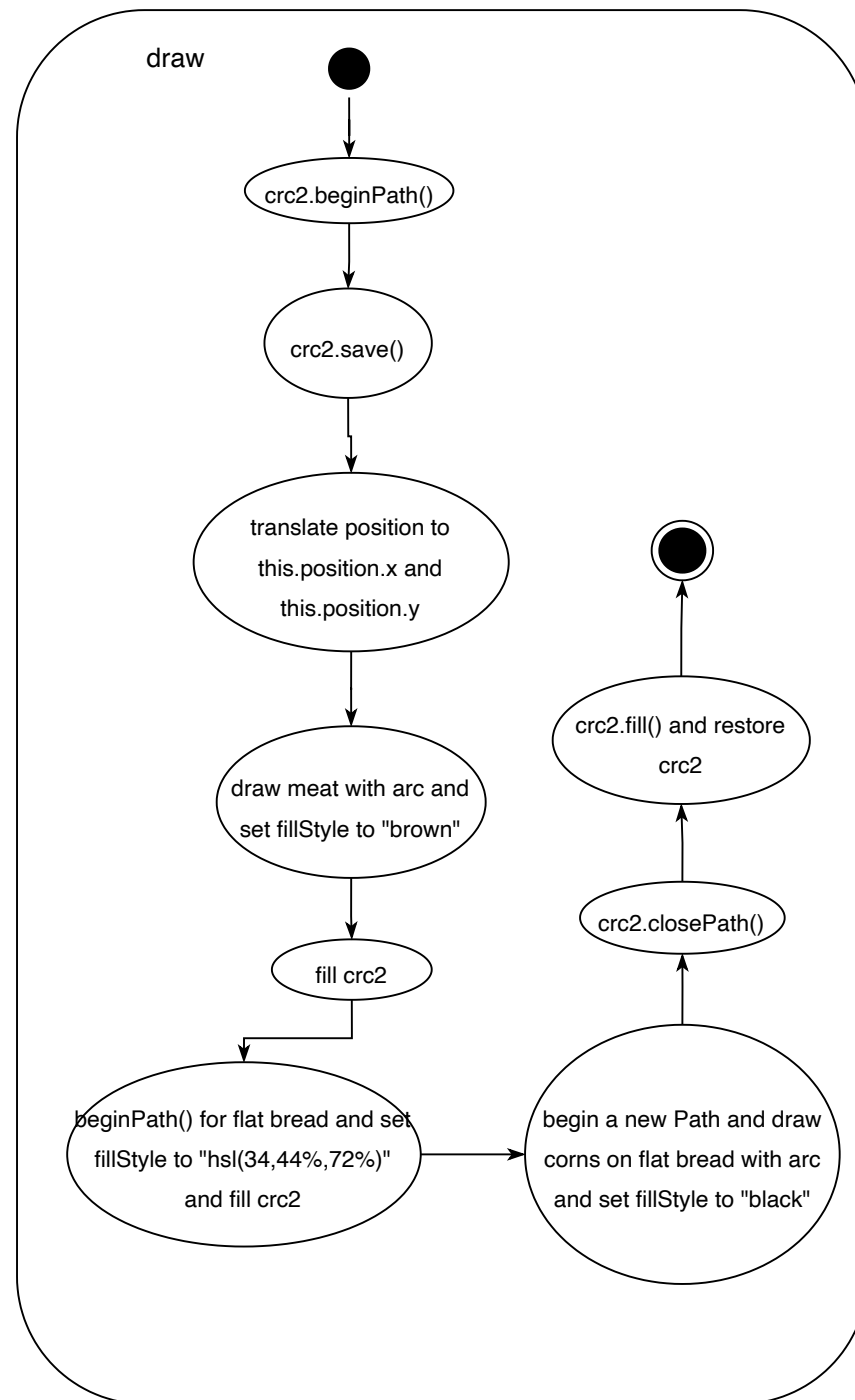 draw
crc2.beginPath()
crc2.save()
translate position to
this.position.x and
this.position.y
draw meat with arc and
set fillStyle to "brown"
fill crc2
beginPath() for flat bread and set
fillStyle to "hsl(34,44%,72%)"
and fill crc2
begin a new Path and draw
corns on flat bread with arc
and set fillStyle to "black"
crc2.closePath()
crc2.fill() and restore
crc2